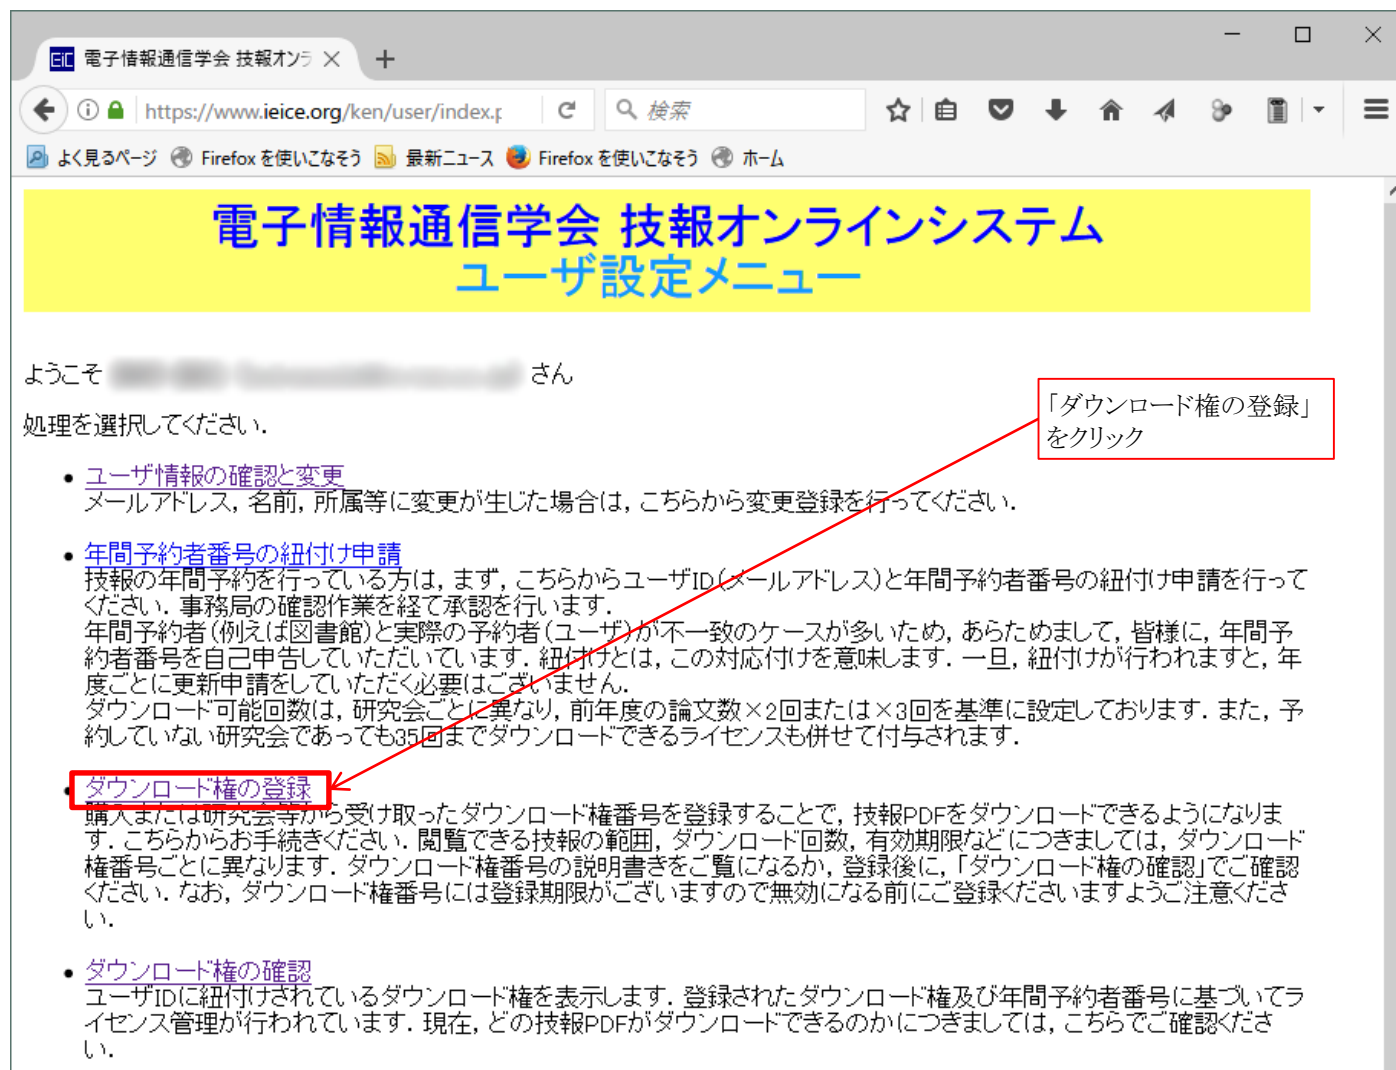 EiC 電子情報通信学会 技報オンラ
https://www.ieice.org/ken/user/index.p
検索
よく見るページ Firefox を使いこなそう 最新ニュース Firefox を使いこなそう ホーム
電子情報通信学会 技報オンラインシステム
ユーザ設定メニュー
ようこそ さん
「ダウンロード権の登録」
をクリック
処理を選択してください．
・ユーザ情報の確認と変更
メールアドレス，名前，所属等に変更が生じた場合は，こちらから変更登録を行ってください．
・年間予約者番号の紐付け申請
技報の年間予約を行っている方は，まず，こちらからユーザID（メールアドレス）と年間予約者番号の紐付け申請を行って
ください．事務局の確認作業を経て承認を行います．
年間予約者（例えば図書館）と実際の予約者（ユーザ）が不一致のケースが多いため，あらためまして，皆様に，年間予
約者番号を自己申告していただいています．紐付けとは，この対応付けを意味します．一旦，紐付けが行われますと，年
度ごとに更新申請をしていただく必要はございません．
ダウンロード可能回数は，研究会ごとに異なり，前年度の論文数×2回または×3回を基準に設定しております．また，予
約していない研究会であっても35回までダウンロードできるライセンスも併せて付与されます．
・ダウンロード権の登録
購入または研究会等から受け取ったダウンロード権番号を登録することで，技報PDFをダウンロードできるようになりま
す．こちらからお手続きください．閲覧できる技報の範囲，ダウンロード回数，有効期限などにつきましては，ダウンロード
権番号ごとに異なります．ダウンロード権番号の説明書きをご覧になるか，登録後に，「ダウンロード権の確認」でご確認
ください．なお，ダウンロード権番号には登録期限がございますので無効になる前にご登録くださいますようご注意くださ
い．
・ダウンロード権の確認
ユーザIDに紐付けされているダウンロード権を表示します．登録されたダウンロード権及び年間予約者番号に基づいてラ
イセンス管理が行われています．現在，どの技報PDFがダウンロードできるのかにつきましては，こちらでご確認くださ
い．